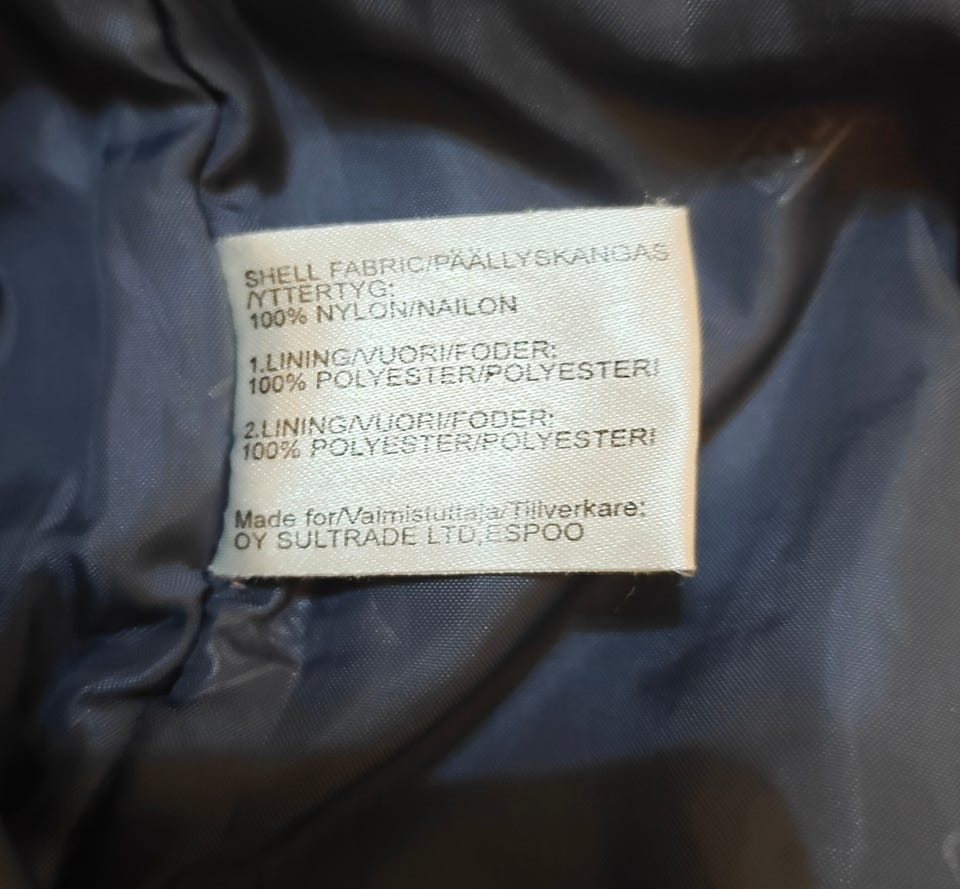 SHELL FABRIC/PÄÄLLYSKANGAS
/YTTERTYG:
100% NYLON/NAILON
1.LINING/VUORI/FODER:
100% POLYESTER/POLYESTERI
2.LINING/VUORI/FODER:
100% POLYESTER/POLYESTERI
Made for/Valmistuttaja/Tillverkare:
OY SULTRADE LTD,ESPOO